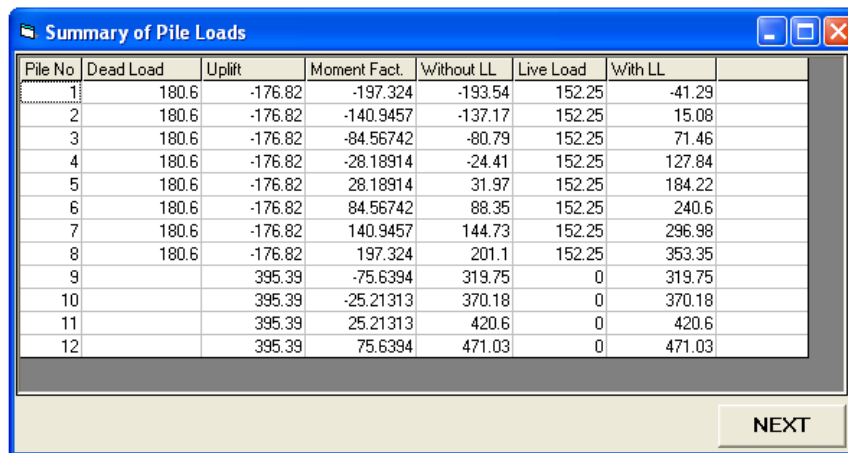 Summary of Pile Loads
Pile No Dead Load Uplift Moment Fact. Without LL Live Load With LL
1 180.6 -176.82 -197.324 -193.54 152.25 -41.29
2 180.6 -176.82 -140.9457 -137.17 152.25 15.08
3 180.6 -176.82 -84.56742 -80.79 152.25 71.46
4 180.6 -176.82 -28.18914 -24.41 152.25 127.84
5 180.6 -176.82 28.18914 31.97 152.25 184.22
6 180.6 -176.82 84.56742 88.35 152.25 240.6
7 180.6 -176.82 140.9457 144.73 152.25 296.98
8 180.6 -176.82 197.324 201.1 152.25 353.35
9 395.39 -75.6394 319.75 0 319.75
10 395.39 -25.21313 370.18 0 370.18
11 395.39 25.21313 420.6 0 420.6
12 395.39 75.6394 471.03 0 471.03
NEXT